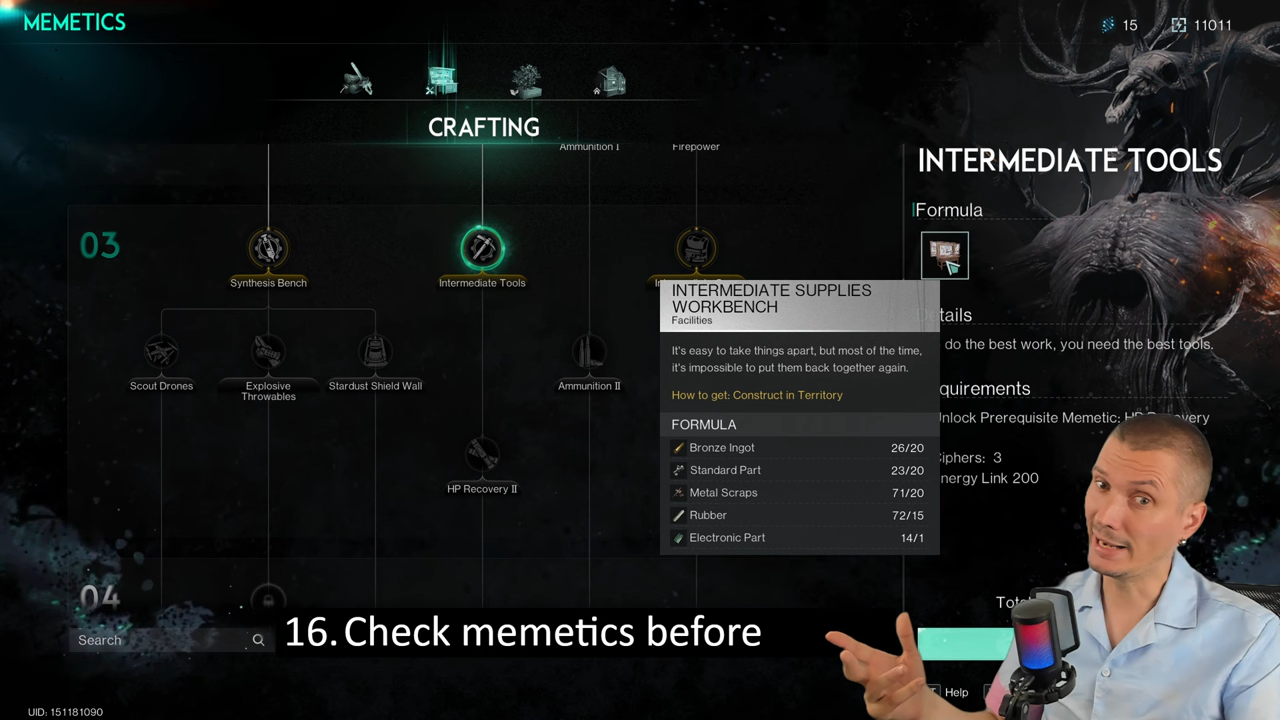 MEMETICS
15
11011
CRAFTING
Ammunition I
Firepower
INTERMEDIATE TOOLS
Formula
03
Synthesis Bench
Intermediate Tools
INTERMEDIATE SUPPLIES
WORKBENCH
Facilities
It's easy to take things apart, but most of the time,
it's impossible to put them back together again.
How to get: Construct in Territory
FORMULA
Bronze Ingot 26/20
Standard Part 23/20
Metal Scraps 71/20
Rubber 72/15
Electronic Part 14/1
etails
do the best work, you need the best tools.
quirements
nlock Prerequisite Memetic: HP Recovery
iphers: 3
nergy Link 200
Scout Drones
Explosive
Throwables
Stardust Shield Wall
Ammunition II
HP Recovery II
04
Search
16. Check memetics before
Tota
Help
UID: 151181090